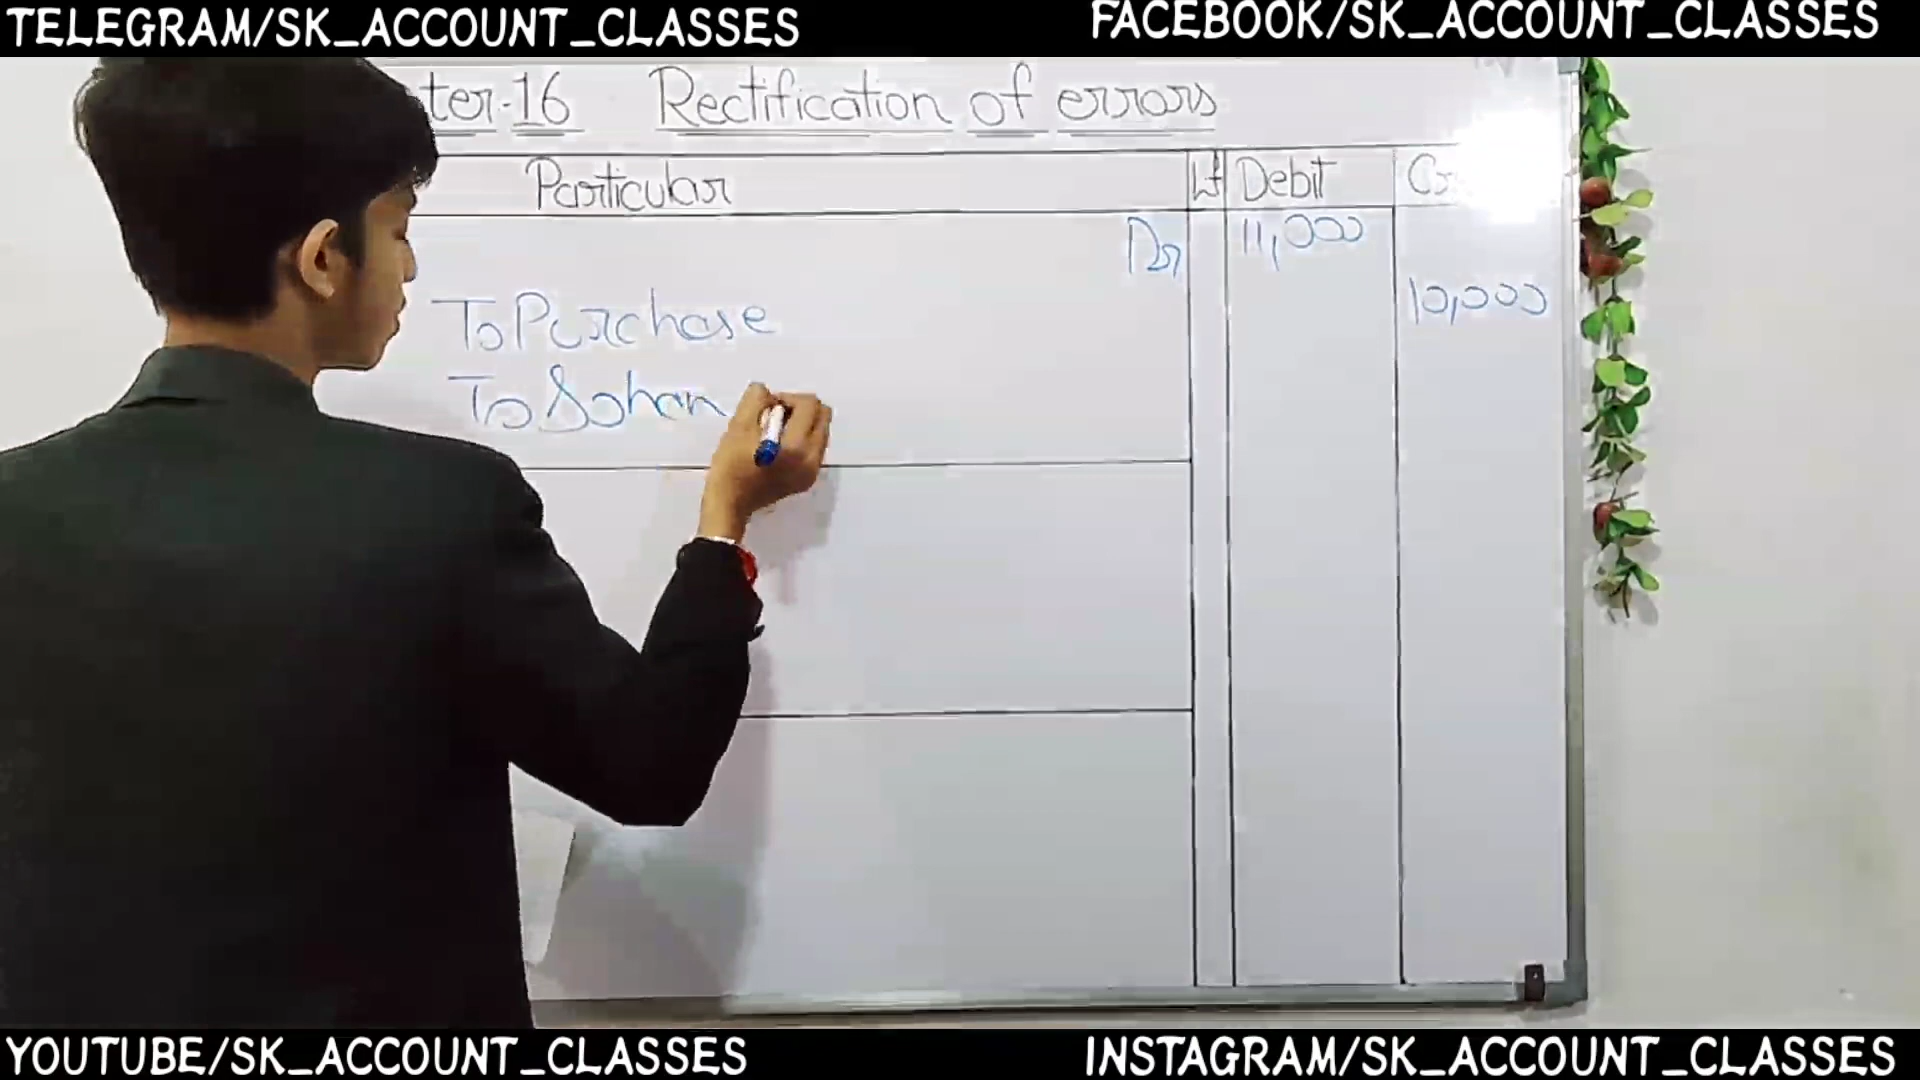 TELEGRAM/SK_ACCOUNT_CLASSES
FACEBOOK/SK_ACCOUNT_CLASSES
ter-16 Rectification of errors
Particular Lf Debit
Dr 11,000
To Purchase 10,000
To Sohan
YOUTUBE/SK_ACCOUNT_CLASSES
INSTAGRAM/SK_ACCOUNT_CLASSES